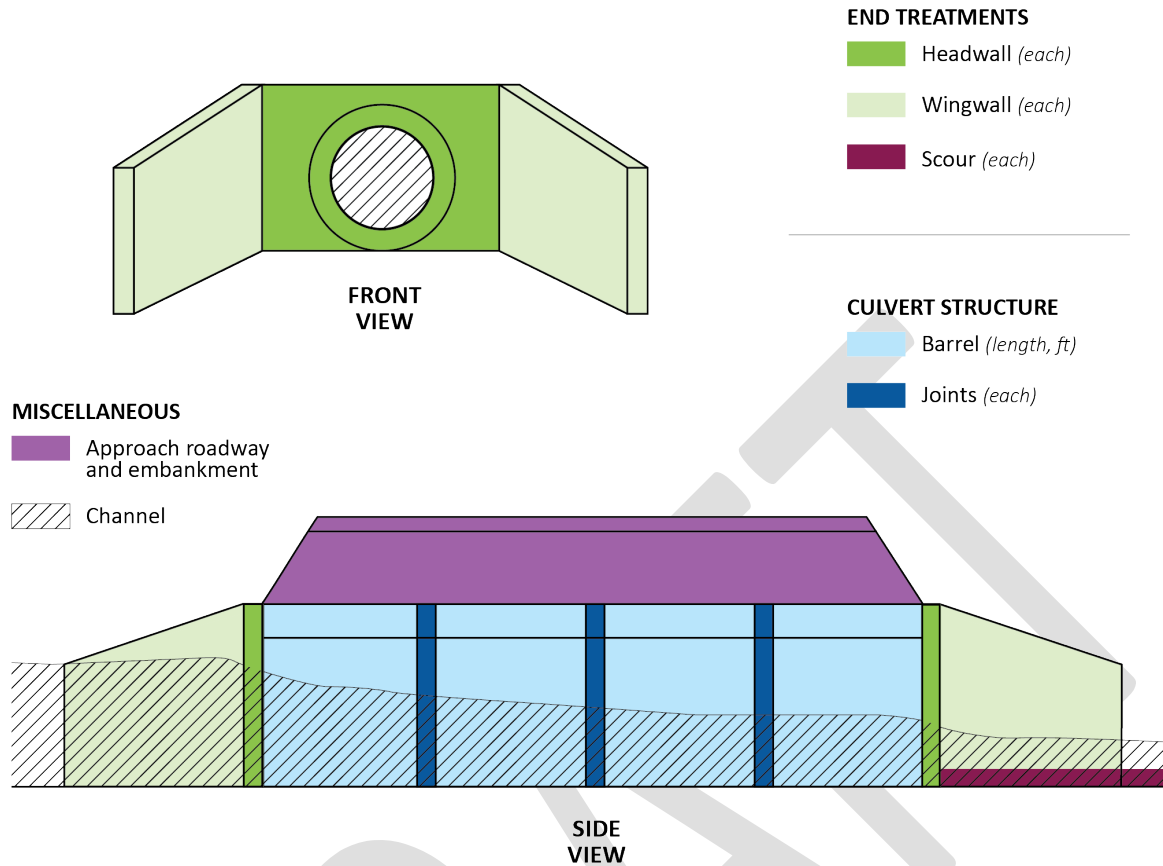 END TREATMENTS
Headwall (each)
Wingwall (each)
Scour (each)
FRONT
VIEW
CULVERT STRUCTURE
Barrel (length, ft)
Joints (each)
MISCELLANEOUS
Approach roadway
and embankment
Channel
SIDE
VIEW